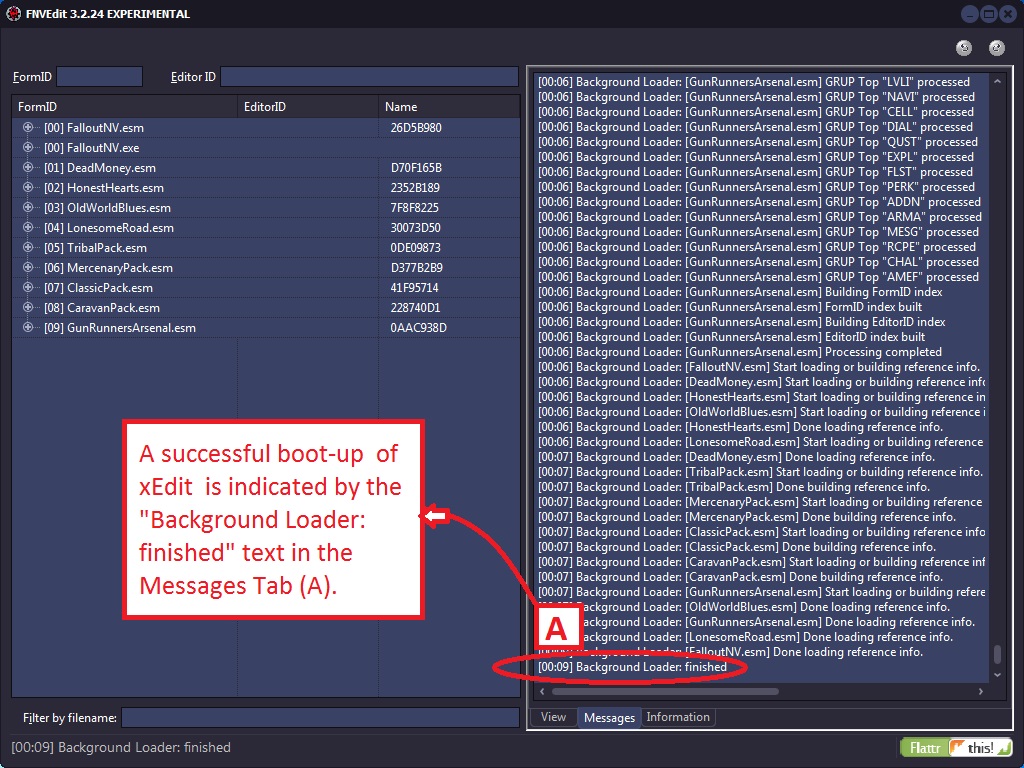 FNVEdit 3.2.24 EXPERIMENTAL
FormID
Editor ID
FormID EditorID Name
[00] FalloutNV.esm 26D5B980
[00] FalloutNV.exe
[01] DeadMoney.esm D70F165B
[02] HonestHearts.esm 2352B189
[03] OldWorldBlues.esm 7F8F8225
[04] LonesomeRoad.esm 30073D50
[05] TribalPack.esm 0DE09873
[06] MercenaryPack.esm D377B2B9
[07] ClassicPack.esm 41F95714
[08] CaravanPack.esm 228740D1
[09] GunRunnersArsenal.esm 0AAC938D
A successful boot-up of
xEdit is indicated by the
"Background Loader:
finished" text in the
Messages Tab (A).
[00:06] Background Loader: [GunRunnersArsenal.esm] GRUP Top "LVLI" processed
[00:06] Background Loader: [GunRunnersArsenal.esm] GRUP Top "NAVI" processed
[00:06] Background Loader: [GunRunnersArsenal.esm] GRUP Top "CELL" processed
[00:06] Background Loader: [GunRunnersArsenal.esm] GRUP Top "DIAL" processed
[00:06] Background Loader: [GunRunnersArsenal.esm] GRUP Top "QUST" processed
[00:06] Background Loader: [GunRunnersArsenal.esm] GRUP Top "EXPL" processed
[00:06] Background Loader: [GunRunnersArsenal.esm] GRUP Top "FLST" processed
[00:06] Background Loader: [GunRunnersArsenal.esm] GRUP Top "PERK" processed
[00:06] Background Loader: [GunRunnersArsenal.esm] GRUP Top "ADDN" processed
[00:06] Background Loader: [GunRunnersArsenal.esm] GRUP Top "ARMA" processed
[00:06] Background Loader: [GunRunnersArsenal.esm] GRUP Top "MESG" processed
[00:06] Background Loader: [GunRunnersArsenal.esm] GRUP Top "RCPE" processed
[00:06] Background Loader: [GunRunnersArsenal.esm] GRUP Top "CHAL" processed
[00:06] Background Loader: [GunRunnersArsenal.esm] GRUP Top "AMEF" processed
[00:06] Background Loader: [GunRunnersArsenal.esm] Building FormID index
[00:06] Background Loader: [GunRunnersArsenal.esm] FormID index built
[00:06] Background Loader: [GunRunnersArsenal.esm] Building EditorID index
[00:06] Background Loader: [GunRunnersArsenal.esm] EditorID index built
[00:06] Background Loader: [GunRunnersArsenal.esm] Processing completed
[00:06] Background Loader: [FalloutNV.esm] Start loading or building reference info.
[00:06] Background Loader: [DeadMoney.esm] Start loading or building reference info
[00:06] Background Loader: [HonestHearts.esm] Start loading or building reference in
[00:06] Background Loader: [OldWorldBlues.esm] Start loading or building reference i
[00:06] Background Loader: [HonestHearts.esm] Done loading reference info.
[00:06] Background Loader: [LonesomeRoad.esm] Start loading or building reference
[00:07] Background Loader: [DeadMoney.esm] Done loading reference info.
[00:07] Background Loader: [TribalPack.esm] Start loading or building reference info.
[00:07] Background Loader: [TribalPack.esm] Done building reference info.
[00:07] Background Loader: [MercenaryPack.esm] Start loading or building reference
[00:07] Background Loader: [MercenaryPack.esm] Done building reference info.
[00:07] Background Loader: [ClassicPack.esm] Start loading or building reference info
[00:07] Background Loader: [ClassicPack.esm] Done building reference info.
[00:07] Background Loader: [CaravanPack.esm] Start loading or building reference inf
[00:07] Background Loader: [CaravanPack.esm] Done building reference info.
[00:07] Background Loader: [GunRunnersArsenal.esm] Start loading or building refere
ackground Loader: [OldWorldBlues.esm] Done loading reference info.
ackground Loader: [GunRunnersArsenal.esm] Done loading reference info.
ackground Loader: [LonesomeRoad.esm] Done loading reference info.
Background Loader: [FalloutNV.esm] Done loading reference info.
A
[00:09] Background Loader: finished
View Messages Information
Filter by filename:
[00:09] Background Loader: finished
Flattr this!